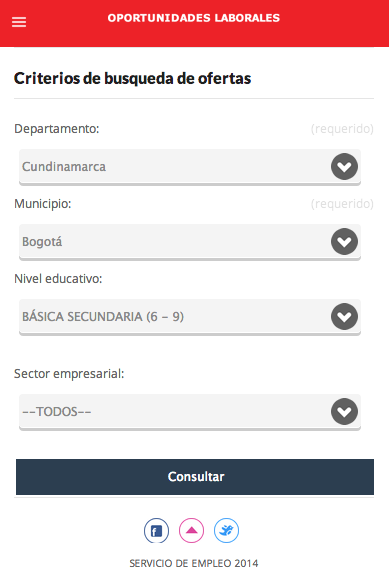 OPORTUNIDADES LABORALES
Criterios de busqueda de ofertas
Departamento: (requerido)
Cundinamarca
Municipio: (requerido)
Bogotá
Nivel educativo:
BÁSICA SECUNDARIA (6 - 9)
Sector empresarial:
--TODOS--
Consultar
SERVICIO DE EMPLEO 2014